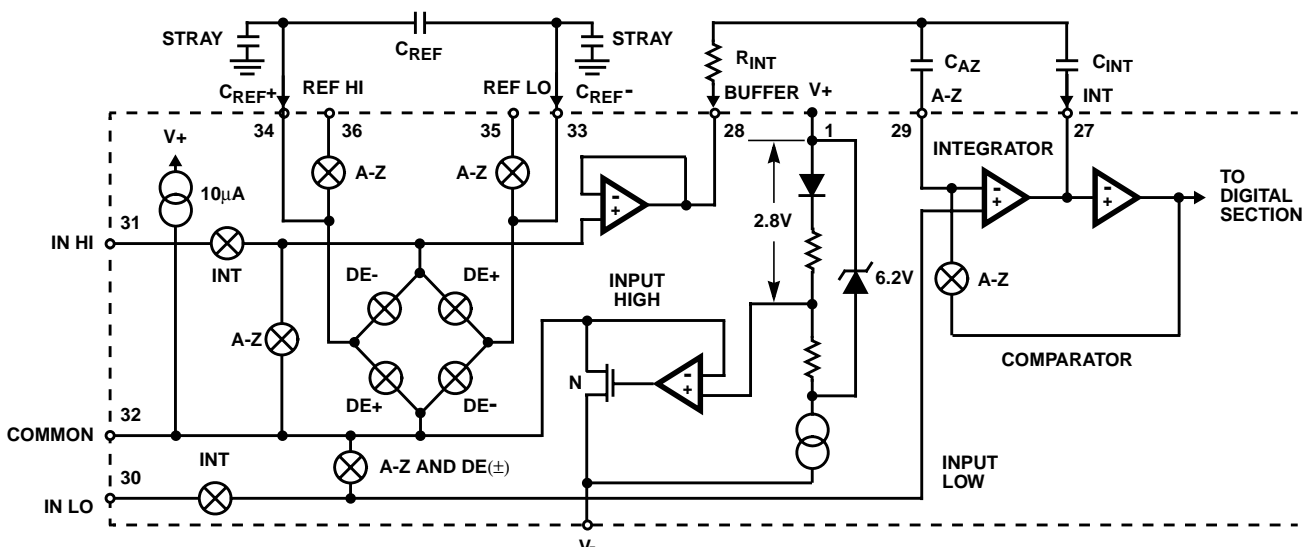 STRAY
C_REF
STRAY
R_INT
C_AZ
C_INT
C_REF+
REF HI
REF LO
C_REF-
BUFFER
V+
A-Z
INT
34
36
35
33
28
1
29
27
V+
10µA
A-Z
A-Z
-
+
2.8V
INTEGRATOR
-
+
-
TO
DIGITAL
SECTION
31
IN HI
INT
DE-
DE+
INPUT
HIGH
6.2V
A-Z
A-Z
COMPARATOR
DE+
DE-
N
-
+
32
COMMON
INT
A-Z AND DE(±)
INPUT
LOW
30
IN LO